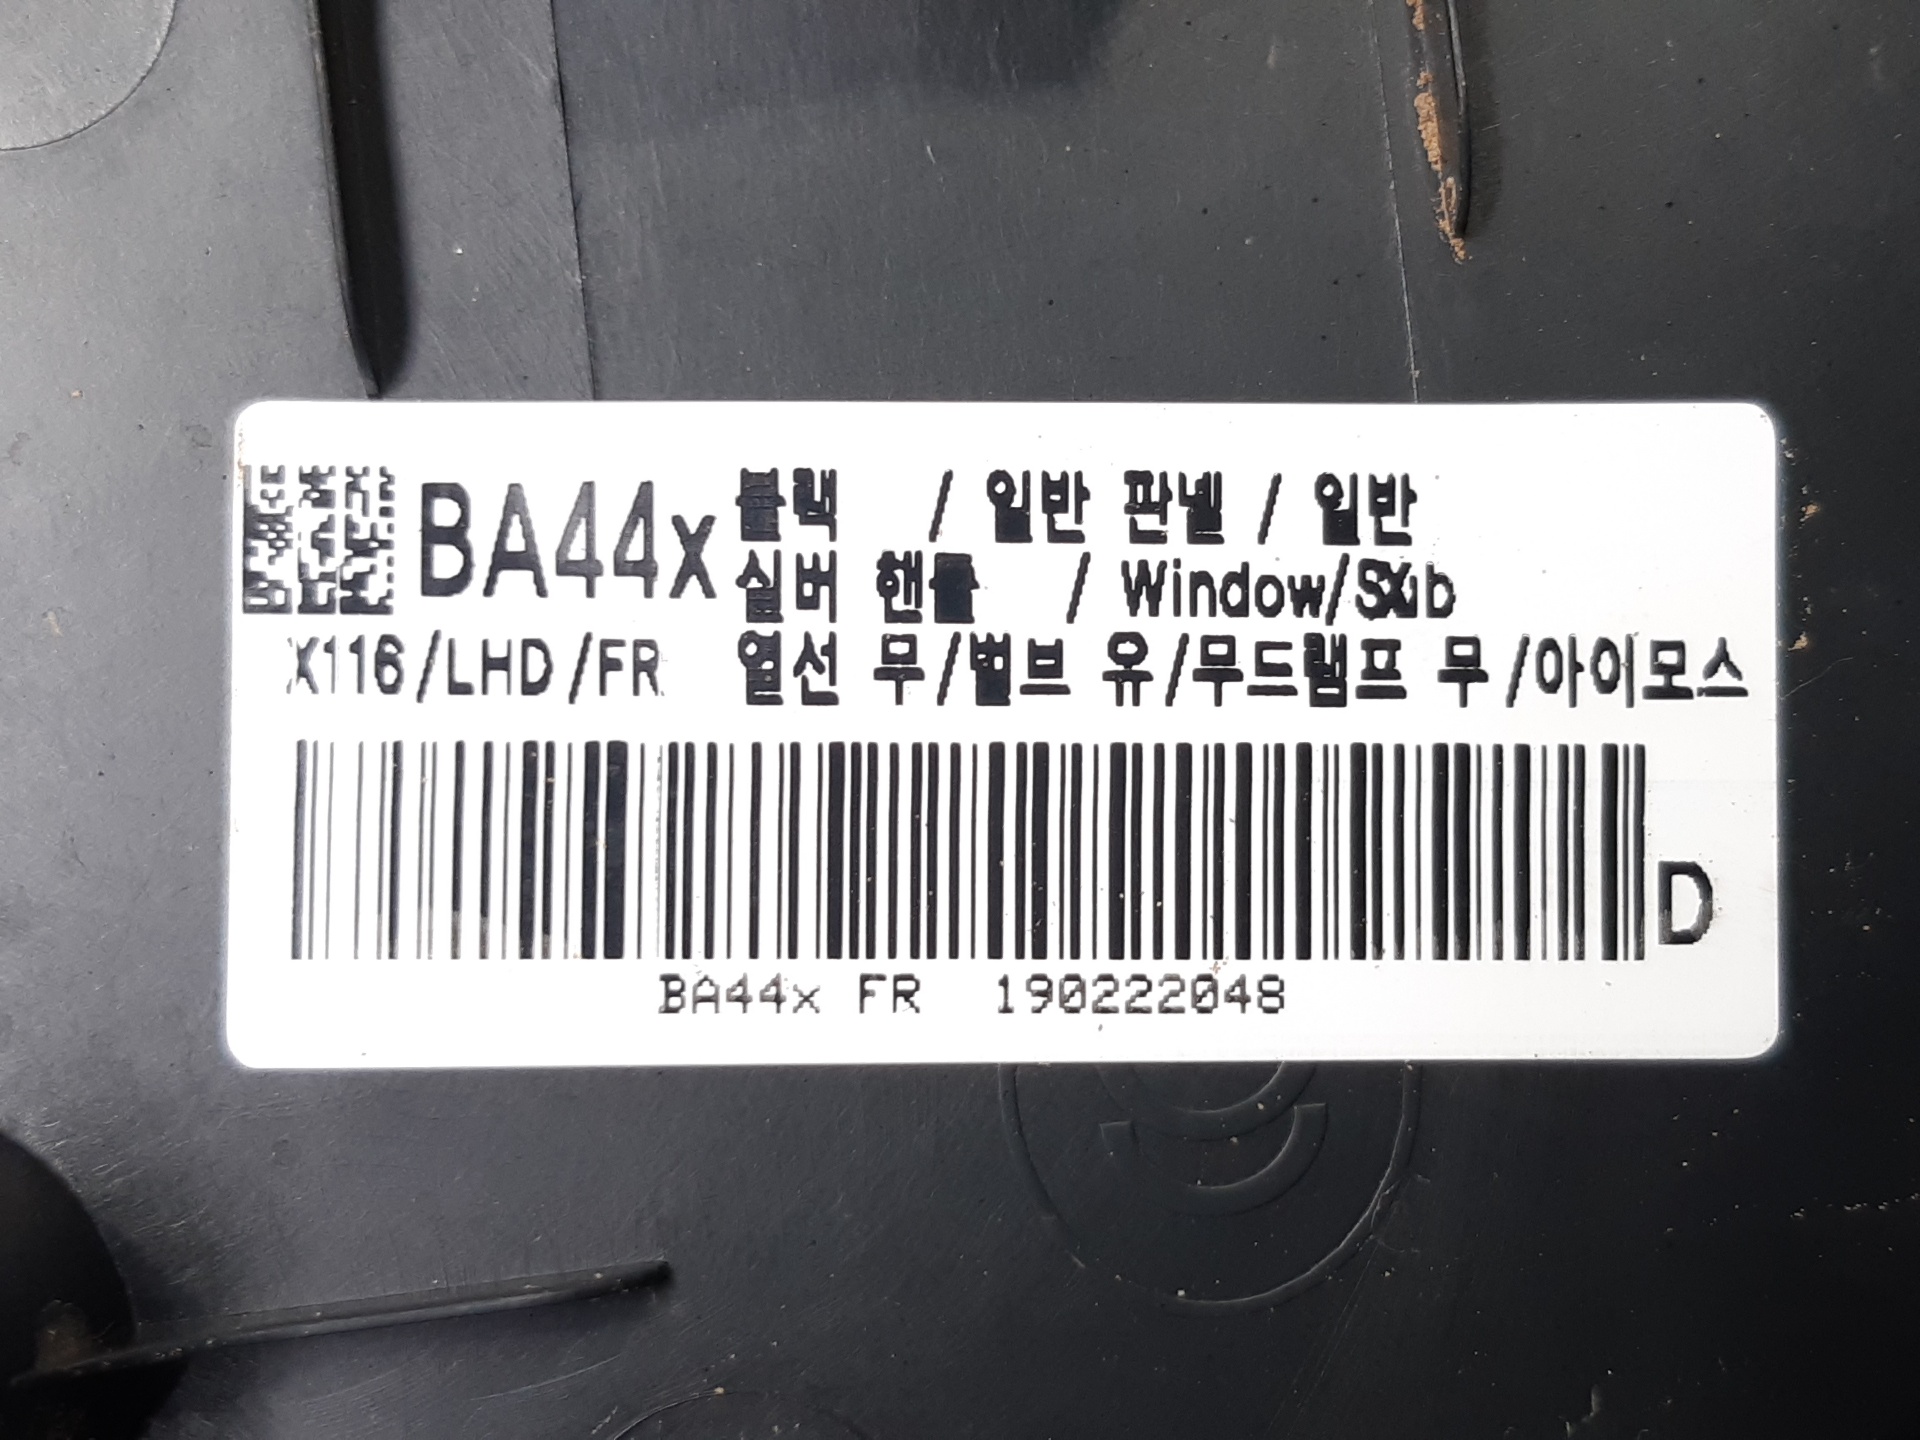 BA44x 블랙 / 일반 판넬 / 일반
실버 핸들 / Window/
X116/LHD/FR 열선 무/벌브 유/무드램프 무/아이모스
D
BA44x FR 190222048